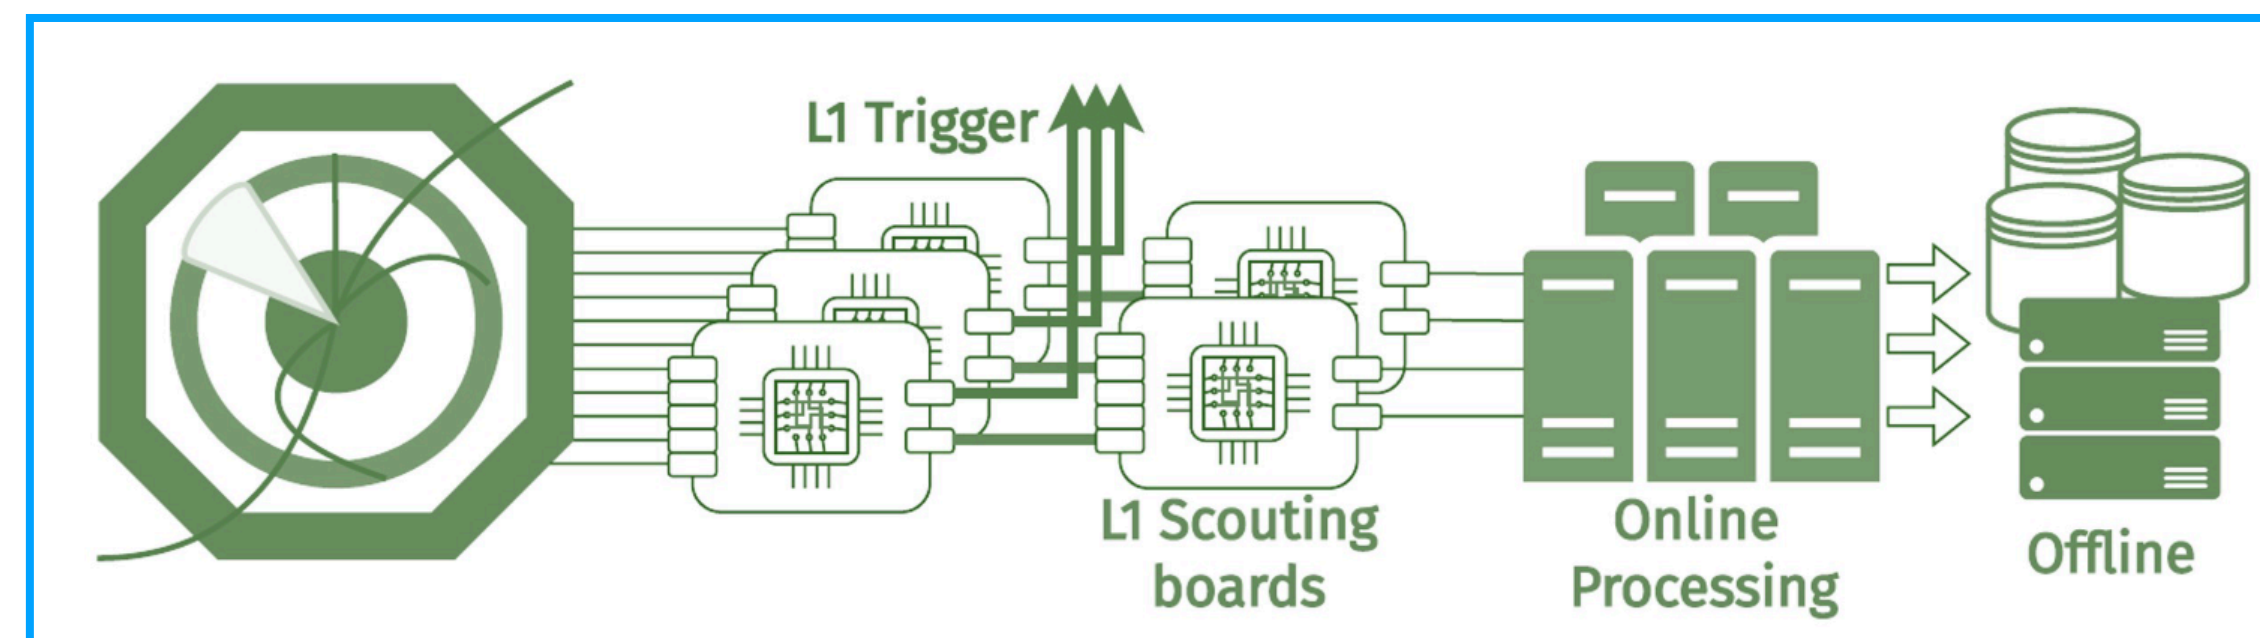 L1 Trigger
L1 Scouting
boards
Online
Processing
Offline